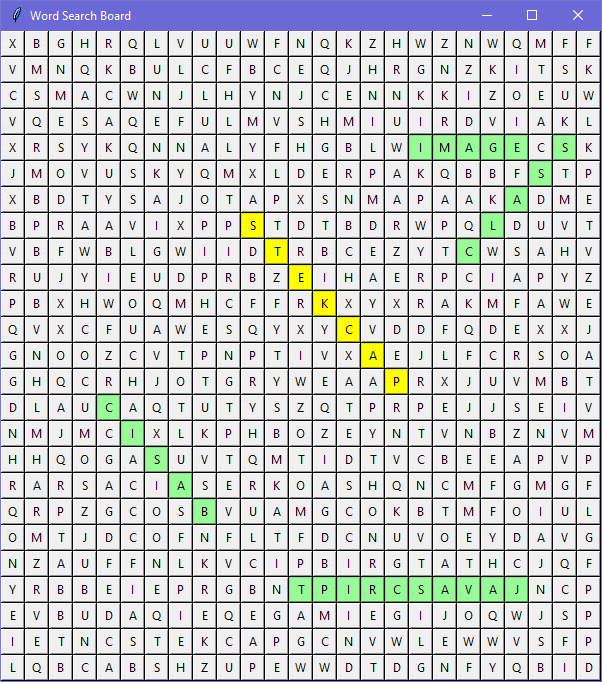 Word Search Board
X B G H R Q L V U U W F N Q K Z H W Z N W Q M F F
V M N Q K B U L C F B C E Q J H R G N Z K I T S K
C S M A C W N J L H Y N J C E N N K K I Z O E U W
V Q E S A Q E F U L M V S H M I U I R D V I A K L
X R S Y K Q N N A L Y F H G B L W I M A G E C S K
J M O V U S K Y Q M X L D E R P A K Q B B F S T P
X B D T Y S A J O T A P X S N M A P A A K A D M E
B P R A A V I X P P S T D T B D R W P Q L D U V T
V B F W B L G W I I D T R B C E Z Y T C W S A H V
R U J Y I E U D P R B Z E I H A E R P C I A P Y Z
P B X H W O Q M H C F F R K X Y X R A K M F A W E
Q V X C F U A W E S Q Y X Y C V D D F Q D E X X J
G N O O Z C V T P N P T I V X A E J L F C R S O A
G H Q C R H J O T G R Y W E A A P R X J U V M B T
D L A U C A Q T U T Y S Z Q T P R P E J J S E I V
N M J M C I X L K P H B O Z E Y N T V N B Z N V M
H H Q O G A S U V T Q M T I D T V C B E E A P V P
R A R S A C I A S E R K O A S H Q N C M F G M G F
Q R P Z G C O S B V U A M G C O K B T M F O I U L
O M T J D C O F N F L T F D C N U V O E Y D A V G
N Z A U F F N L K V C I P B I R G T A T H C J Q F
Y R B B E I E P R G B N T P I R C S A V A J N C P
E V B U D A Q I E Q E G A M I E G I J O Q W J S P
I E T N C S T E K C A P G C N V W L E W W V S F P
L Q B C A B S H Z U P E W W D T D G N F Y Q B I D